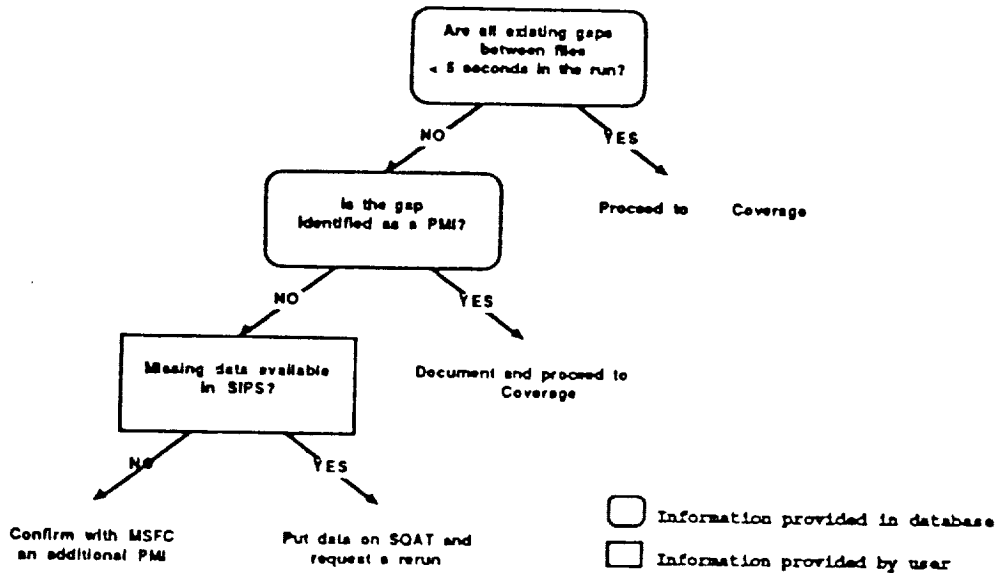 Are all existing gaps
between files
< 5 seconds in the run?
NO
YES
Is the gap
Identified as a PMI?
Proceed to Coverage
NO
YES
Missing data available
in SIPS?
Document and proceed to
Coverage
NO
YES
Confirm with MSFC
an additional PMI
Put data on SQAT and
request a rerun
Information provided in database
Information provided by user